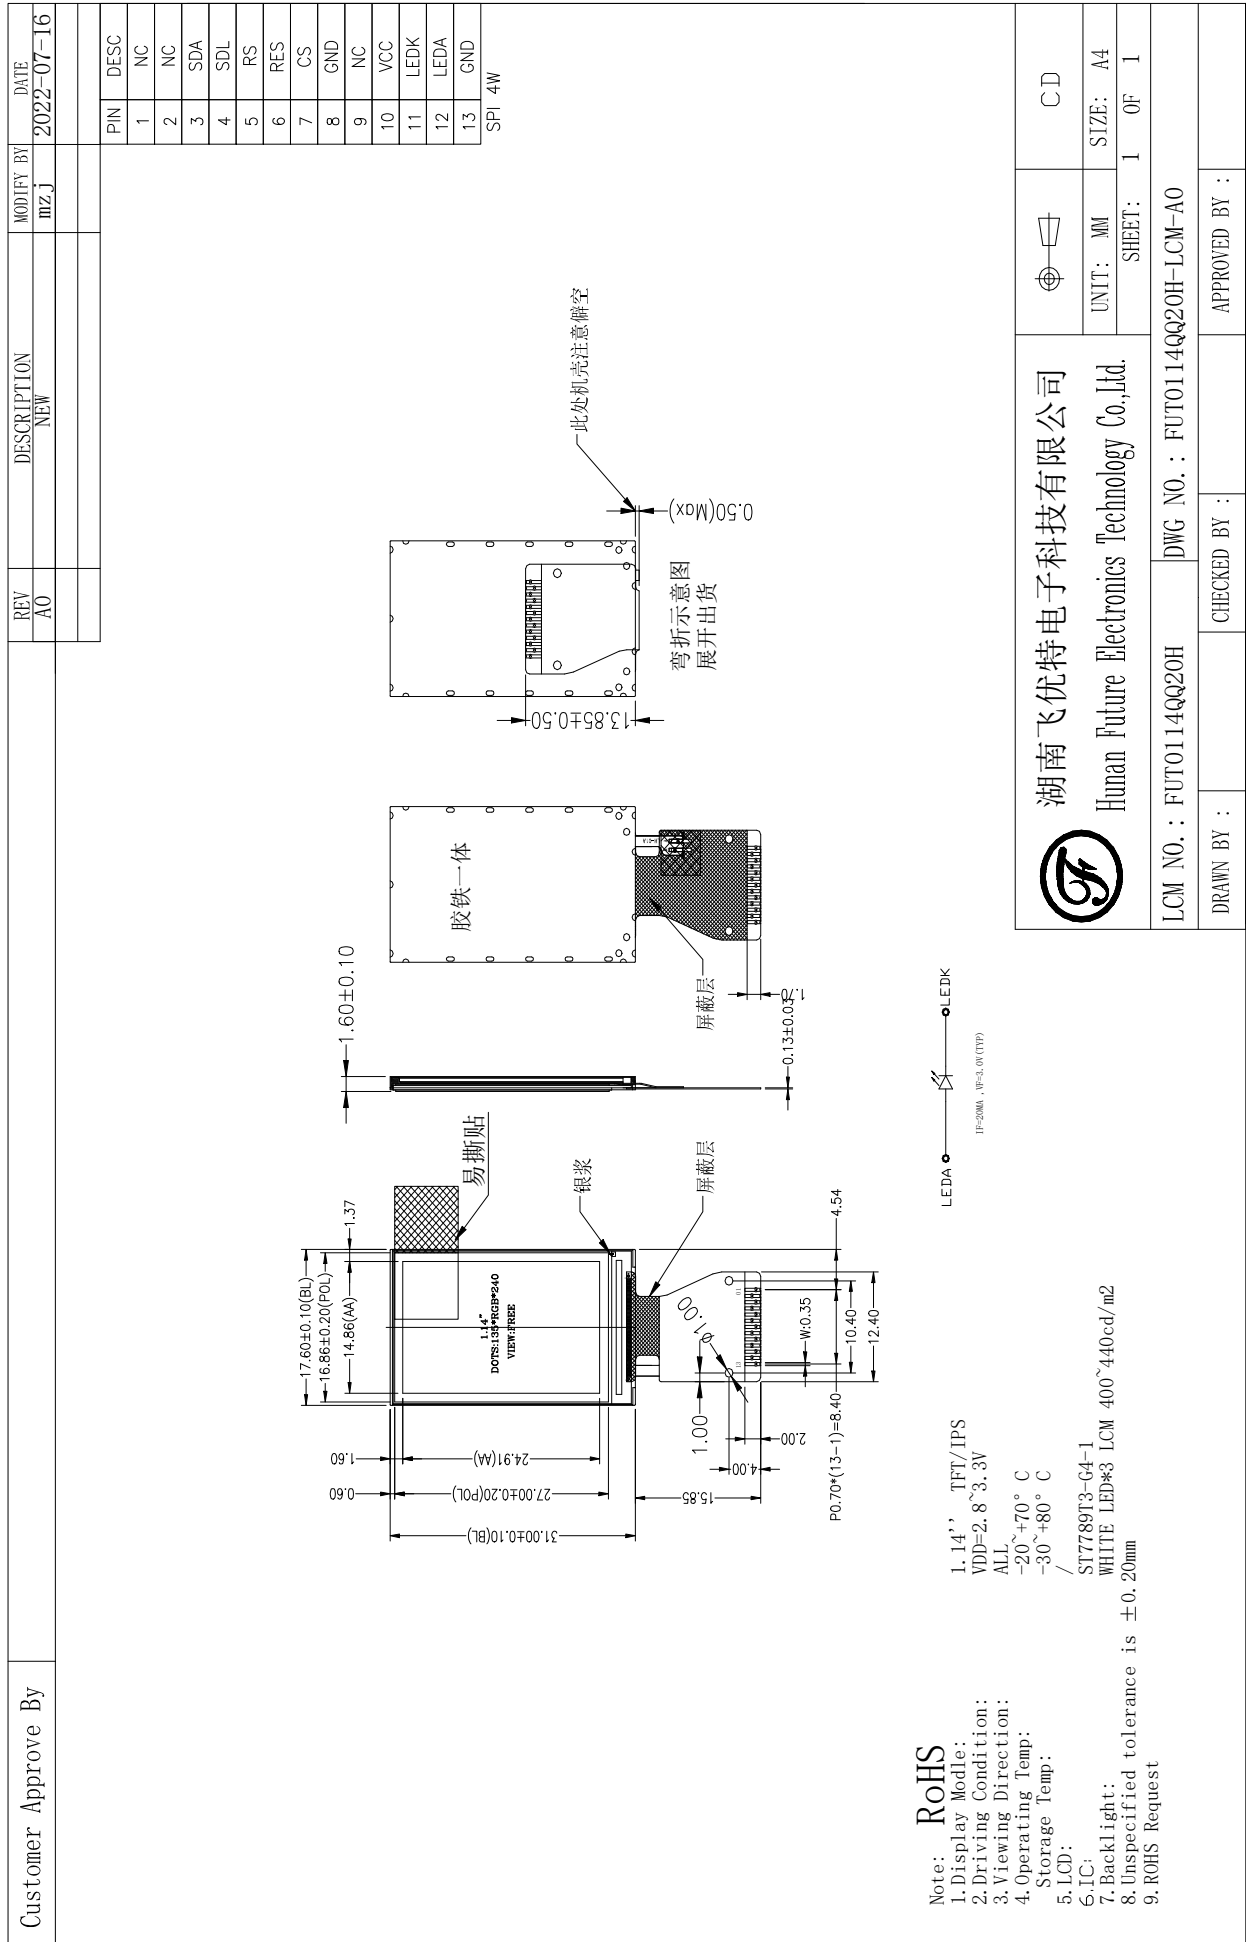 Customer Approve By
REV
DESCRIPTION
MODIFY BY
DATE
A0
NEW
mzj
2022-07-16
PIN DESC
1 NC
2 NC
3 SDA
4 SDL
5 RS
6 RES
7 CS
8 GND
9 NC
10 VCC
11 LEDK
12 LEDA
13 GND
SPI 4W
17.60±0.10(BL)
16.86±0.20(POL)
14.86(AA)
1.37
1.60
0.60
24.91(AA)
27.00±0.20(POL)
31.00±0.10(BL)
1.14"
DOTS:135*RGB*240
VIEW:FREE
易撕贴
银浆
屏蔽层
15.85
4.00
2.00
1.00
Ø1.00
13
01
W:0.35
P0.70*(13-1)=8.40
4.54
10.40
12.40
1.60±0.10
0.13±0.03
胶铁一体
屏蔽层
1.70
13.85±0.50
弯折示意图
展开出货
0.50(Max)
此处机壳注意僻空
LEDA
LEDK
IF=20MA , VF=3.0V(TYP)
Note: RoHS
1.Display Modle: 1.14'' TFT/IPS
2.Driving Condition: VDD=2.8~3.3V
3.Viewing Direction: ALL
4.Operating Temp: -20~+70° C
Storage Temp: -30~+80° C
5.LCD: /
6.IC: ST7789T3-G4-1
7.Backlight: WHITE LED*3 LCM 400~440cd/m2
8.Unspecified tolerance is ±0.20mm
9.ROHS Request
湖南飞优特电子科技有限公司
Hunan Future Electronics Technology Co.,Ltd.
CD
UNIT: MM
SIZE: A4
SHEET: 1 OF 1
LCM NO.: FUT0114QQ20H
DWG NO.: FUT0114QQ20H-LCM-A0
DRAWN BY :
CHECKED BY :
APPROVED BY :